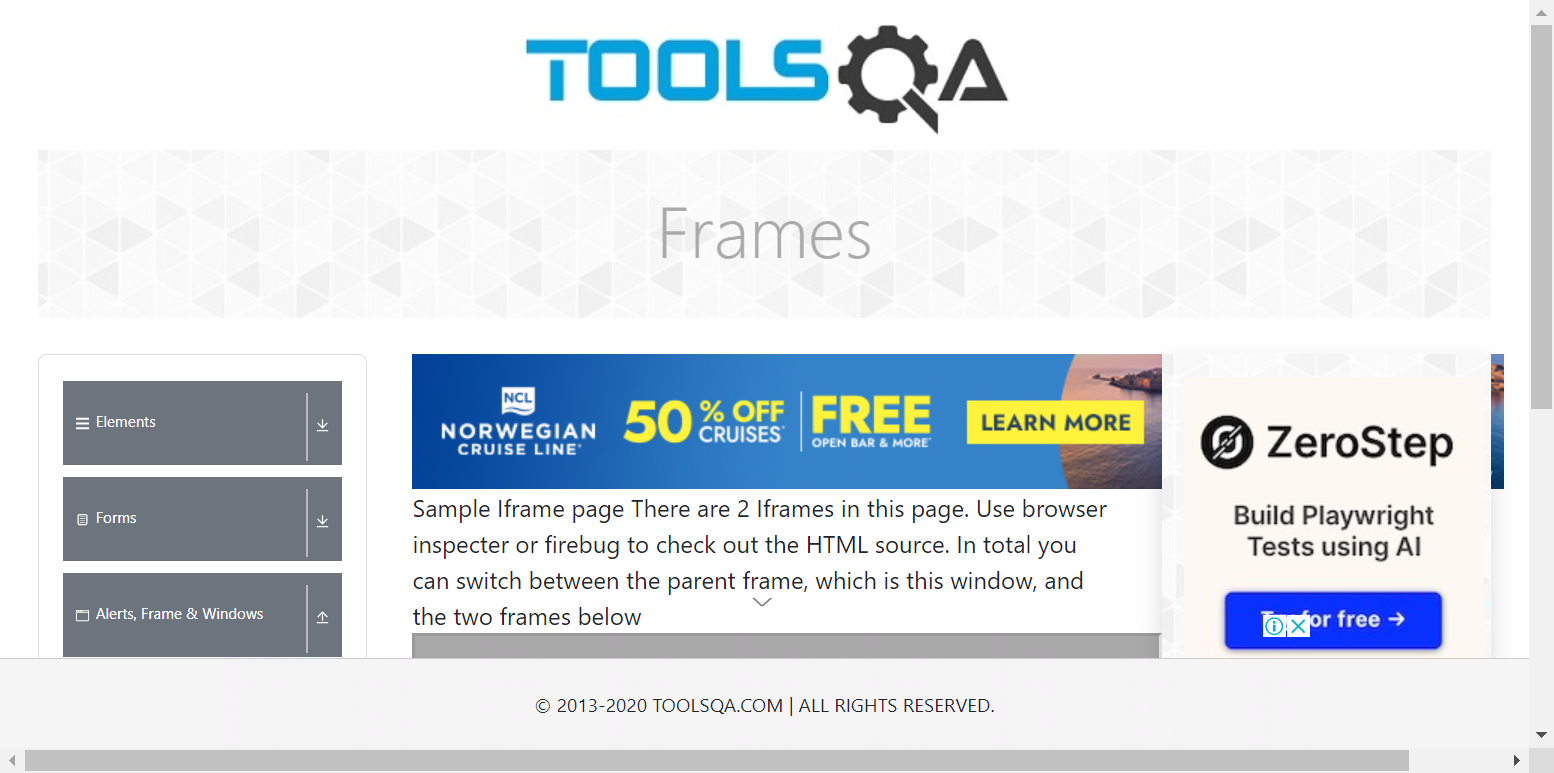 TOOLSQA
Frames
Elements
Forms
Alerts, Frame & Windows
NCL
NORWEGIAN
CRUISE LINE
50% OFF
CRUISES*
FREE
OPEN BAR & MORE*
LEARN MORE
Sample Iframe page There are 2 Iframes in this page. Use browser
inspecter or firebug to check out the HTML source. In total you
can switch between the parent frame, which is this window, and
the two frames below
ZeroStep
Build Playwright
Tests using AI
for free →
© 2013-2020 TOOLSQA.COM | ALL RIGHTS RESERVED.